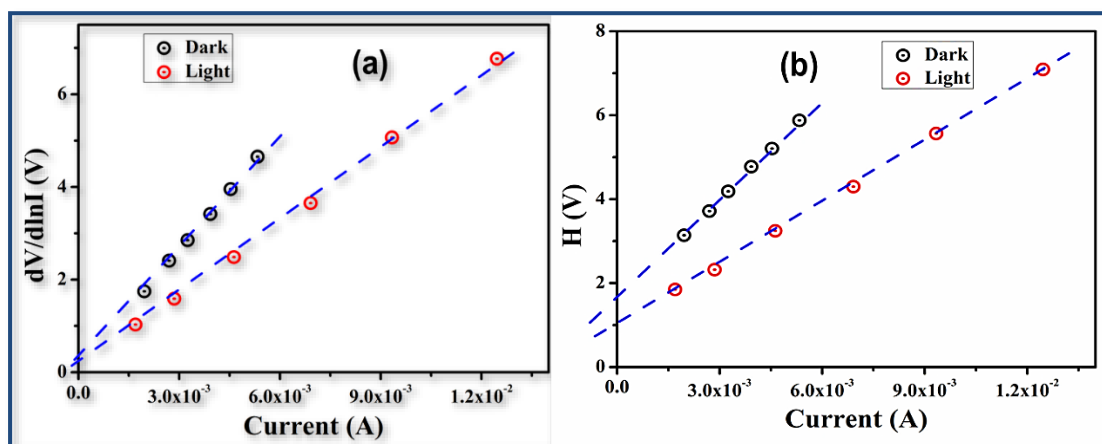 Dark
Light
(a)
6
4
2
0
dV/dlnI (V)
0.0
3.0x10⁻³
6.0x10⁻³
9.0x10⁻³
1.2x10⁻²
Current (A)
Dark
Light
(b)
8
6
4
2
0
H (V)
0.0
3.0x10⁻³
6.0x10⁻³
9.0x10⁻³
1.2x10⁻²
Current (A)